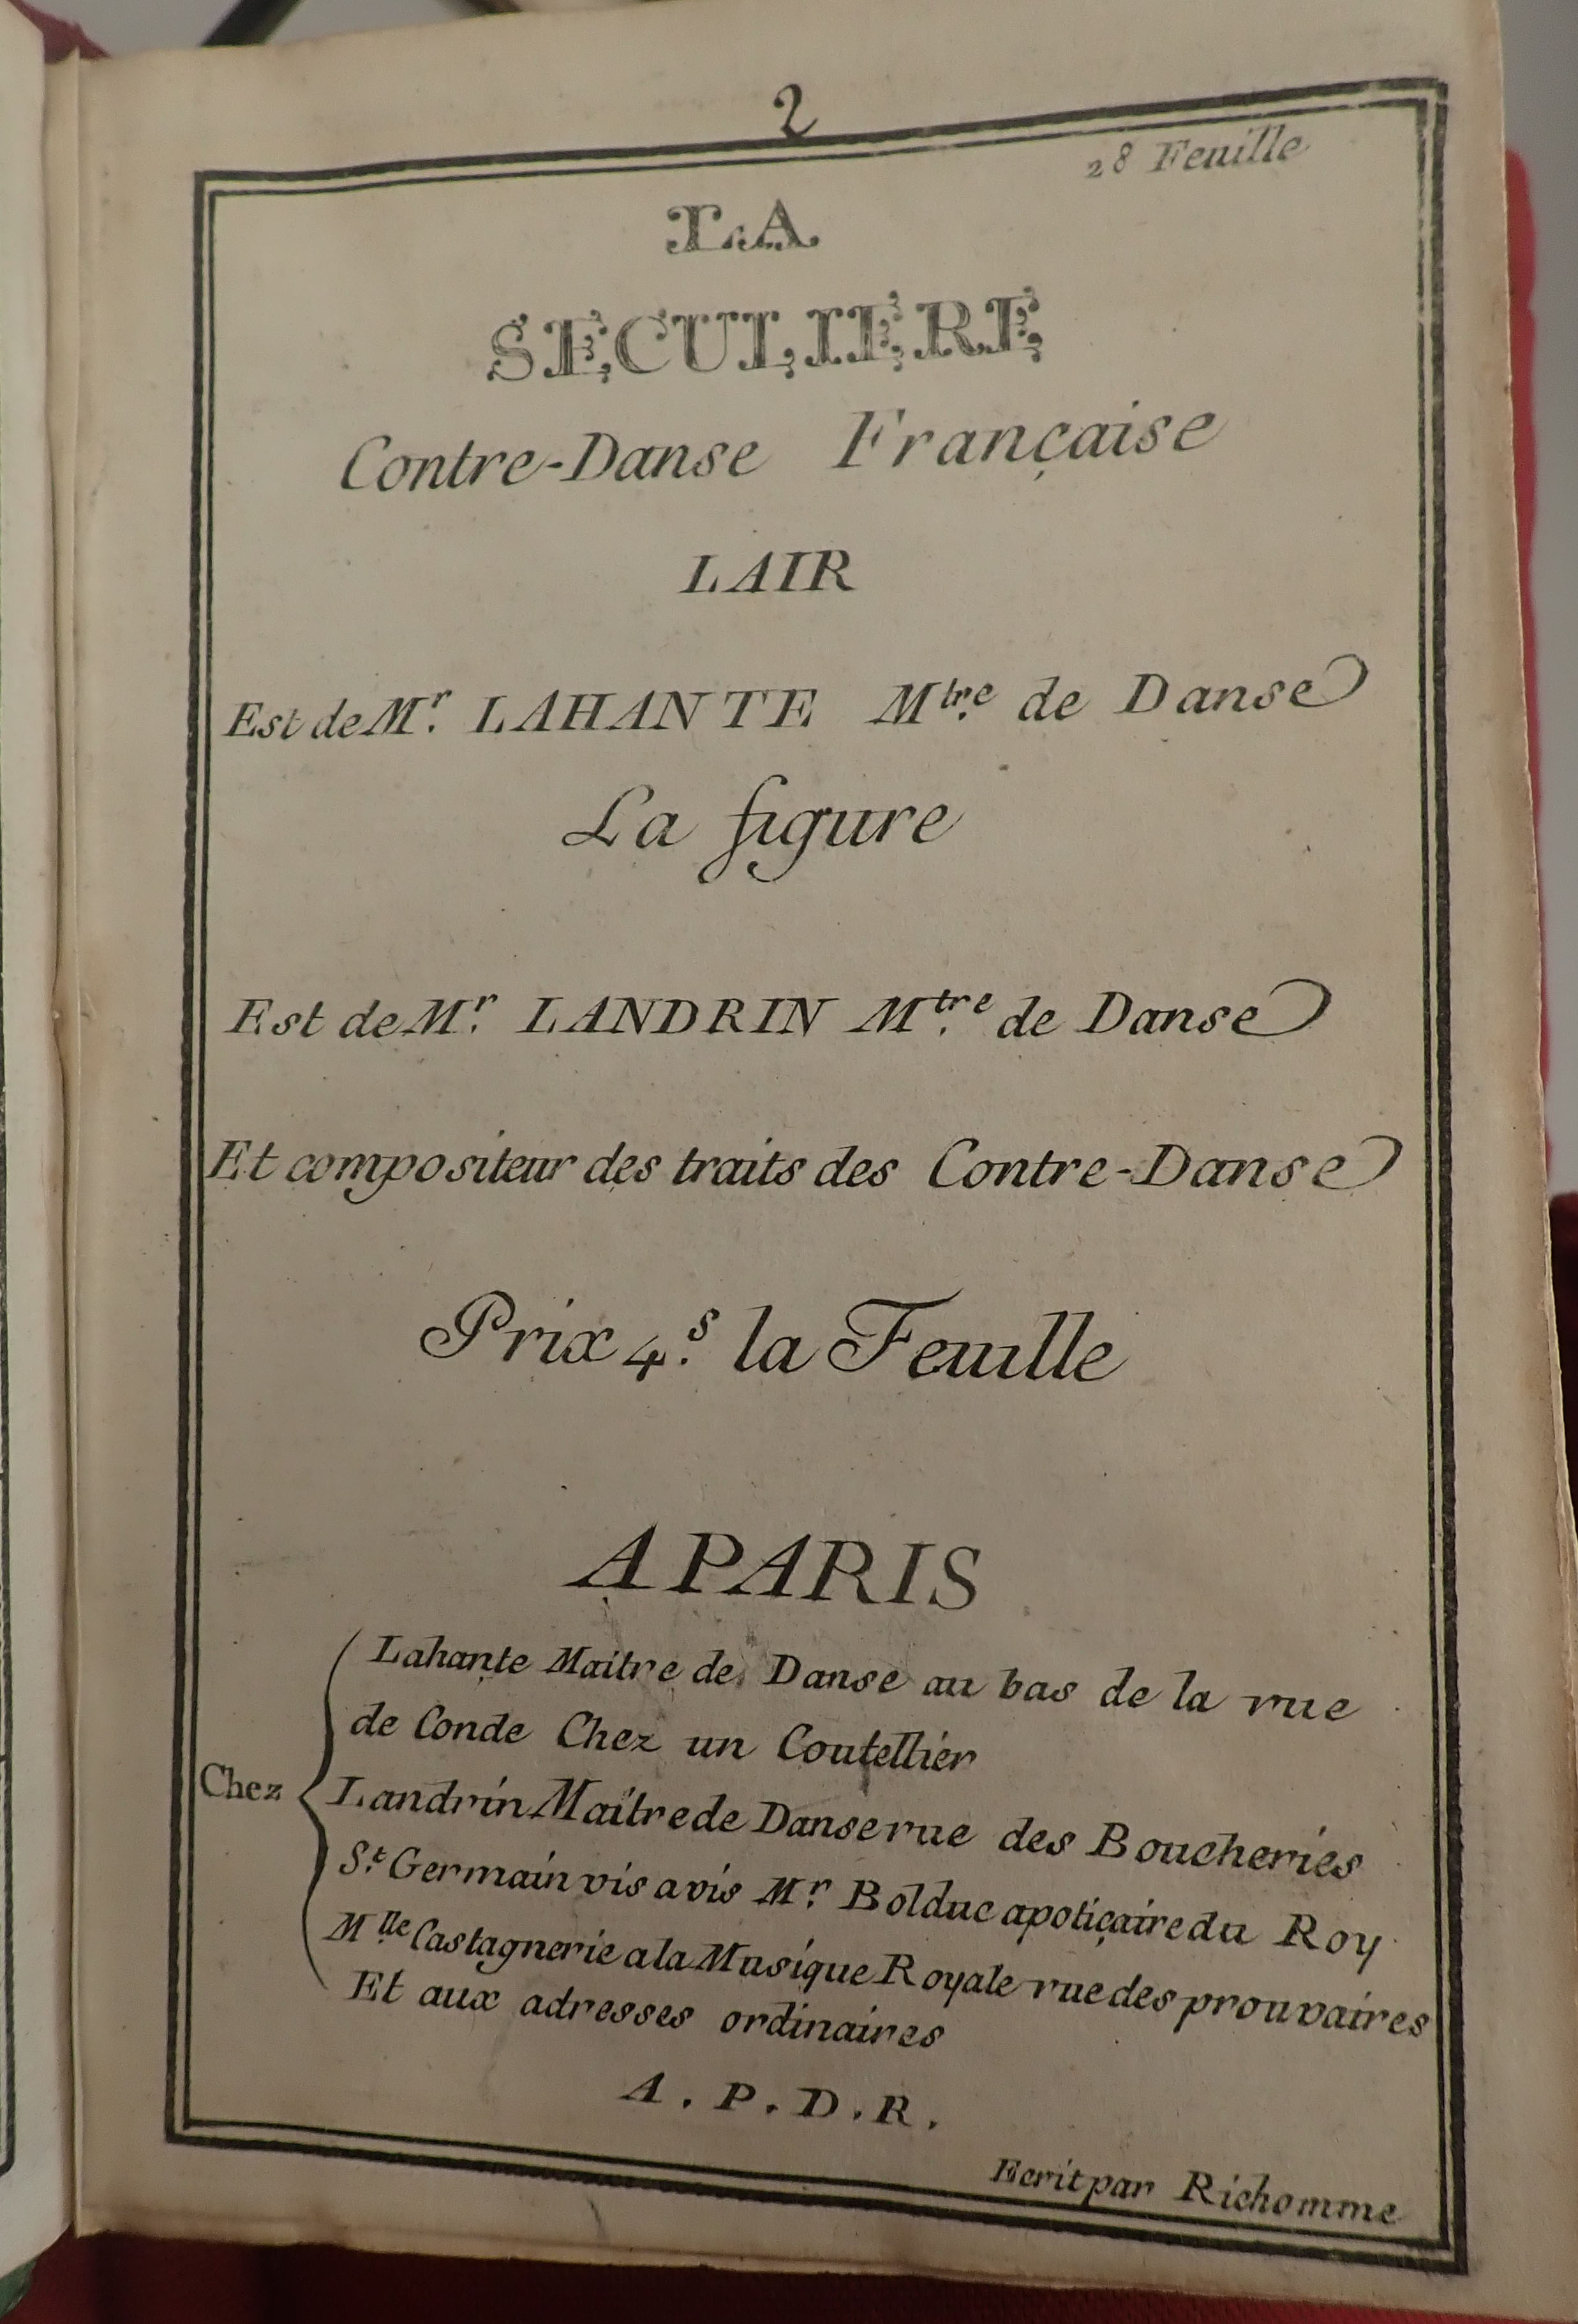 2
28 Feuille
LA
SECULIERE
Contre-Danse Française
LAIR
Est de Mr. LAHANTE Mtre. de Danse
La figure
Est de Mr. LANDRIN Mtre. de Danse
Et compositeur des traits des Contre-Danse
Prix 4.s la Feuille
A PARIS
Lahante Maitre de Danse au bas de la rue
de Conde Chez un Coutellier
Chez
Landrin Maitre de Danse rue des Boucheries
St. Germain vis a vis Mr. Bolduc apotiçaire du Roy
Mlle. Castagnerie a la Musique Royale rue des prouvaires
Et aux adresses ordinaires
A. P. D. R.
Ecrit par Richomme